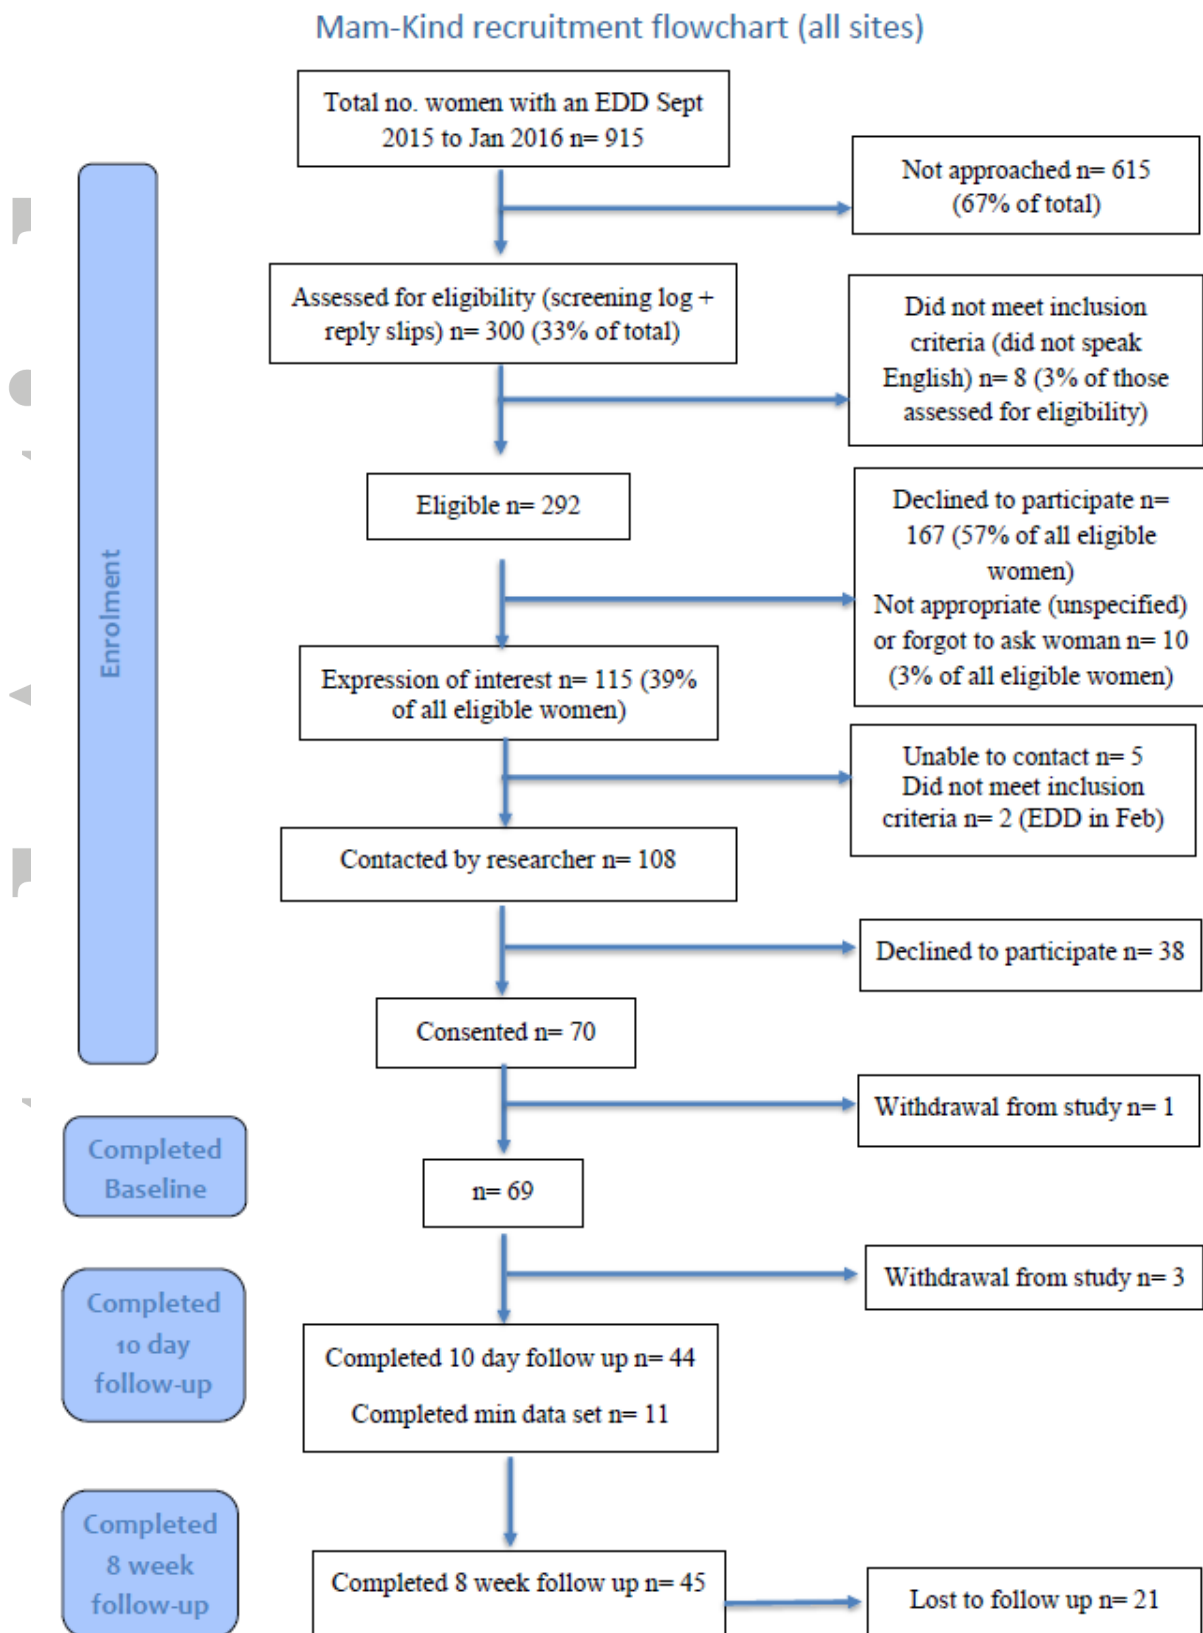 Mam-Kind recruitment flowchart (all sites)
Total no. women with an EDD Sept
2015 to Jan 2016 n= 915
Not approached n= 615
(67% of total)
Assessed for eligibility (screening log +
reply slips) n= 300 (33% of total)
Did not meet inclusion
criteria (did not speak
English) n= 8 (3% of those
assessed for eligibility)
Eligible n= 292
Declined to participate n=
167 (57% of all eligible
women)
Not appropriate (unspecified)
or forgot to ask woman n= 10
(3% of all eligible women)
Enrolment
Expression of interest n= 115 (39%
of all eligible women)
Unable to contact n= 5
Did not meet inclusion
criteria n= 2 (EDD in Feb)
Contacted by researcher n= 108
Declined to participate n= 38
Consented n= 70
Withdrawal from study n= 1
Completed
Baseline
n= 69
Withdrawal from study n= 3
Completed
10 day
follow-up
Completed 10 day follow up n= 44
Completed min data set n= 11
Completed
8 week
follow-up
Completed 8 week follow up n= 45
Lost to follow up n= 21